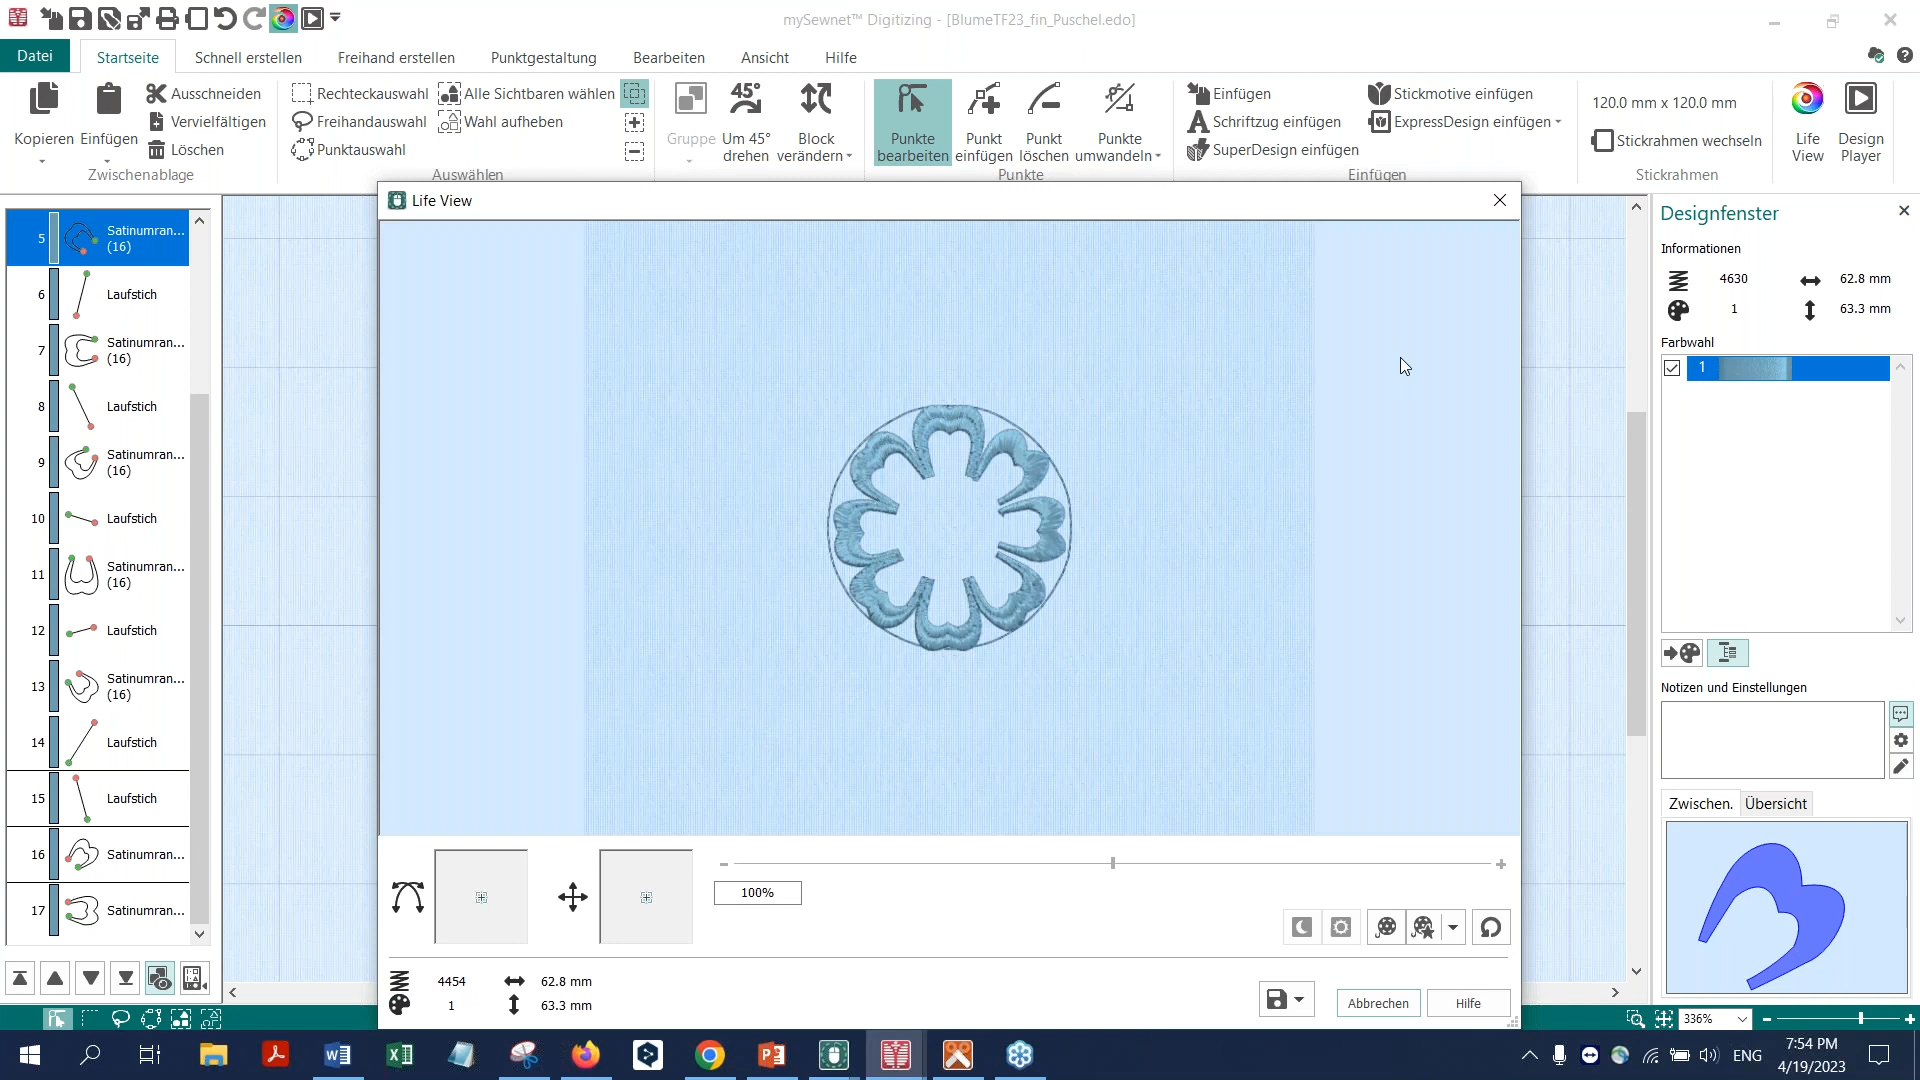 mySewnet™ Digitizing - [BlumeTF23_fin_Puschel.edo]
Datei
Startseite
Schnell erstellen
Freihand erstellen
Punktgestaltung
Bearbeiten
Ansicht
Hilfe
Kopieren
Einfügen
Ausschneiden
Vervielfältigen
Löschen
Zwischenablage
Rechteckauswahl
Freihandauswahl
Punktauswahl
Alle Sichtbaren wählen
Wahl aufheben
Auswählen
Gruppe
45°
Um 45°
drehen
Block
verändern
Punkte
bearbeiten
Punkt
einfügen
Punkt
löschen
Punkte
umwandeln
Punkte
Einfügen
Schriftzug einfügen
SuperDesign einfügen
Stickmotive einfügen
ExpressDesign einfügen
Einfügen
120.0 mm x 120.0 mm
Stickrahmen wechseln
Stickrahmen
Life
View
Design
Player
5
Satinumran...
(16)
6
Laufstich
7
Satinumran...
(16)
8
Laufstich
9
Satinumran...
(16)
10
Laufstich
11
Satinumran...
(16)
12
Laufstich
13
Satinumran...
(16)
14
Laufstich
15
Laufstich
16
Satinumran...
17
Satinumran...
Life View
100%
4454
62.8 mm
1
63.3 mm
Abbrechen
Hilfe
Designfenster
Informationen
4630
62.8 mm
1
63.3 mm
Farbwahl
1
Notizen und Einstellungen
Zwischen.
Übersicht
336%
ENG
7:54 PM
4/19/2023